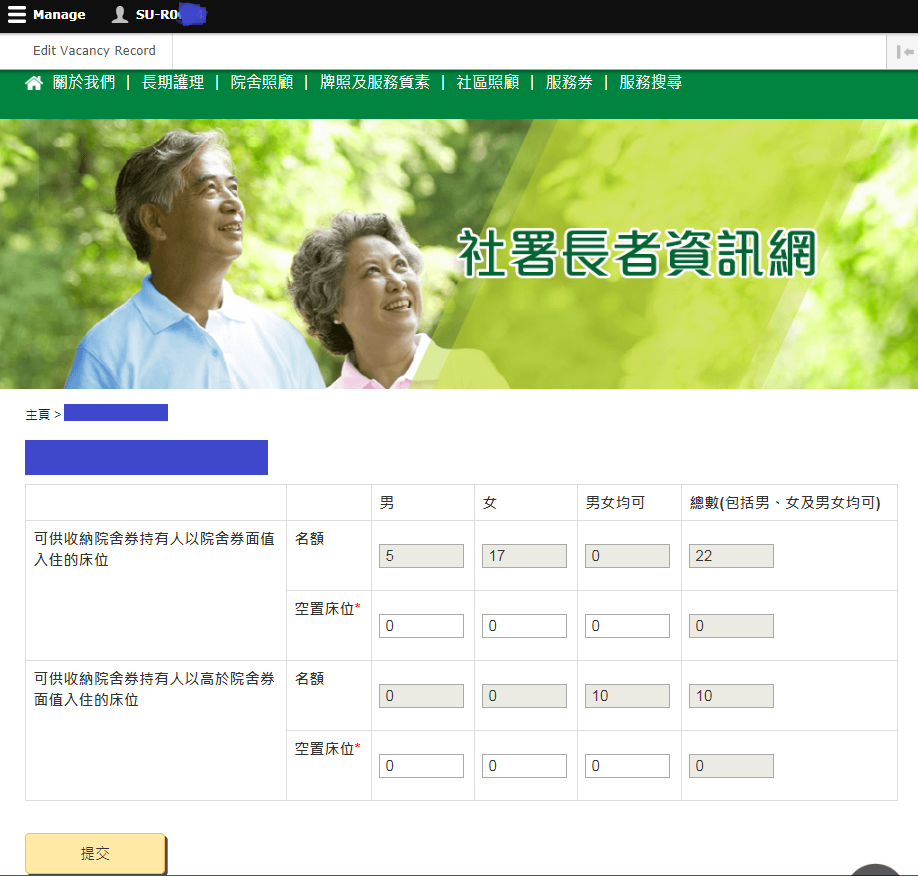 Manage SU-R0
Edit Vacancy Record
關於我們 | 長期護理 | 院舍照顧 | 牌照及服務質素 | 社區照顧 | 服務券 | 服務搜尋
社署長者資訊網
主頁 >
男 女 男女均可 總數(包括男、女及男女均可)
可供收納院舍券持有人以院舍券面值 名額
入住的床位
5 17 0 22
空置床位*
0 0 0 0
可供收納院舍券持有人以高於院舍券 名額
面值入住的床位
0 0 10 10
空置床位*
0 0 0 0
提交